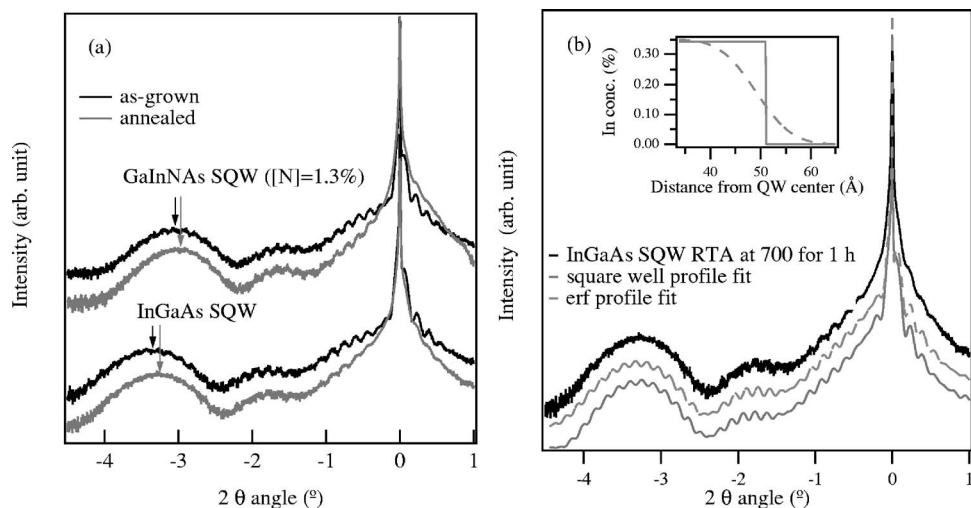 (a)
as-grown
annealed
GaInNAs SQW ([N]=1.3%)
InGaAs SQW
Intensity (arb. unit)
-4 -3 -2 -1 0 1
2 θ angle (º)
(b)
In conc. (%)
0.30
0.20
0.10
0.00
40 50 60
Distance from QW center (Å)
InGaAs SQW RTA at 700 for 1 h
square well profile fit
erf profile fit
Intensity (arb. unit)
-4 -3 -2 -1 0 1
2 θ angle (º)